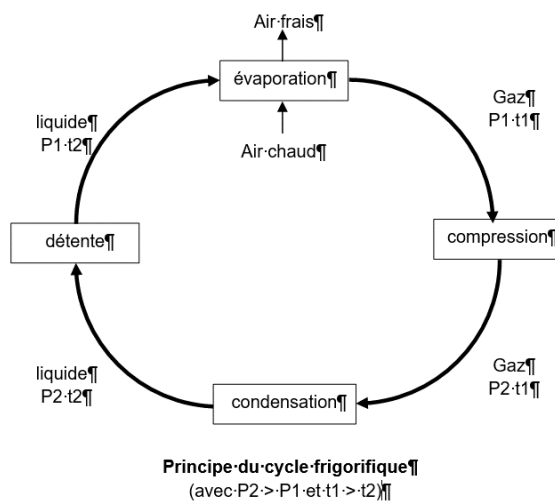 Air·frais¶
évaporation¶
Air·chaud¶
Gaz¶
P1·t1¶
compression¶
Gaz¶
P2·t1¶
condensation¶
liquide¶
P2·t2¶
détente¶
liquide¶
P1·t2¶
Principe·du·cycle·frigorifique¶
(avec·P2·>·P1·et·t1·>·t2)¶